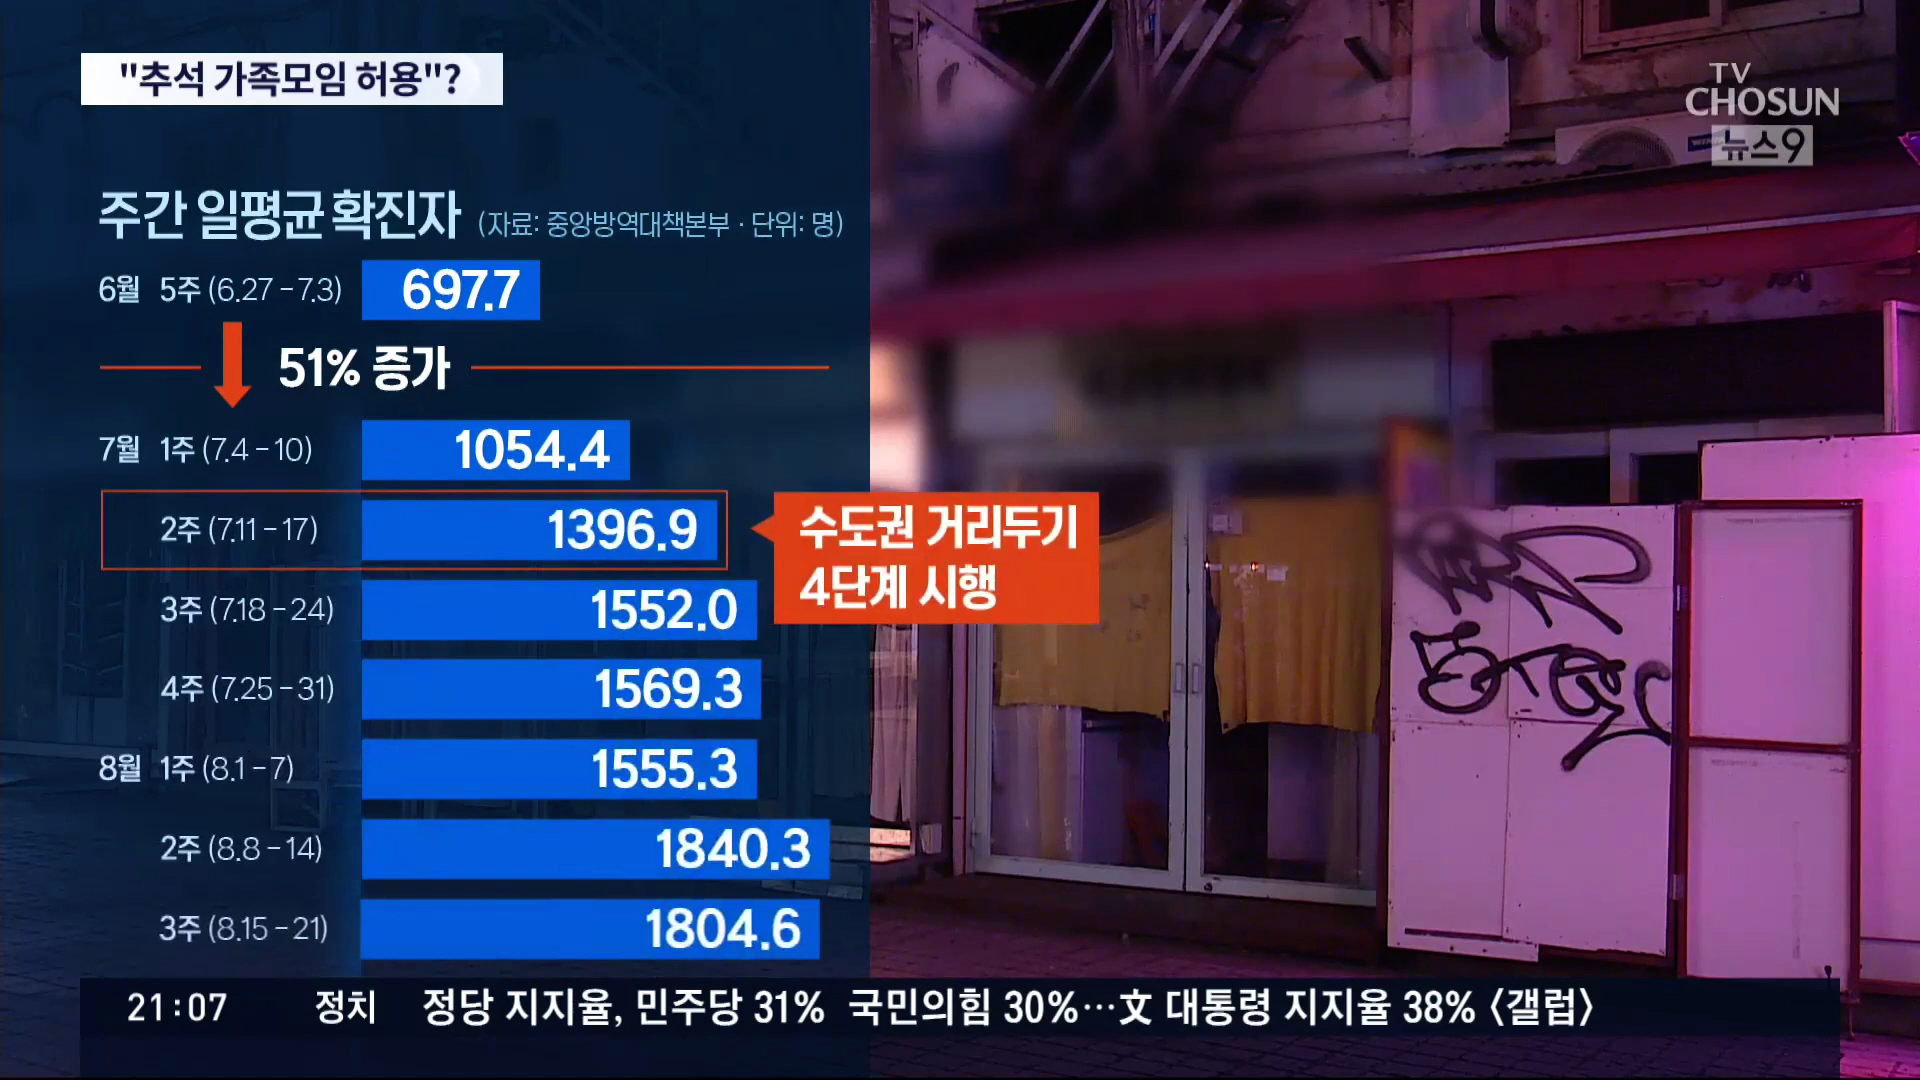 "추석 가족모임 허용"?
TV
CHOSUN
뉴스9
주간 일평균 확진자 (자료: 중앙방역대책본부 · 단위: 명)
6월 5주 (6.27 - 7.3) 697.7
51% 증가
7월 1주 (7.4 - 10) 1054.4
2주 (7.11 - 17) 1396.9
수도권 거리두기
4단계 시행
3주 (7.18 - 24) 1552.0
4주 (7.25 - 31) 1569.3
8월 1주 (8.1 - 7) 1555.3
2주 (8.8 - 14) 1840.3
3주 (8.15 - 21) 1804.6
21:07 정치 정당 지지율, 민주당 31% 국민의힘 30%…文 대통령 지지율 38% 〈갤럽〉